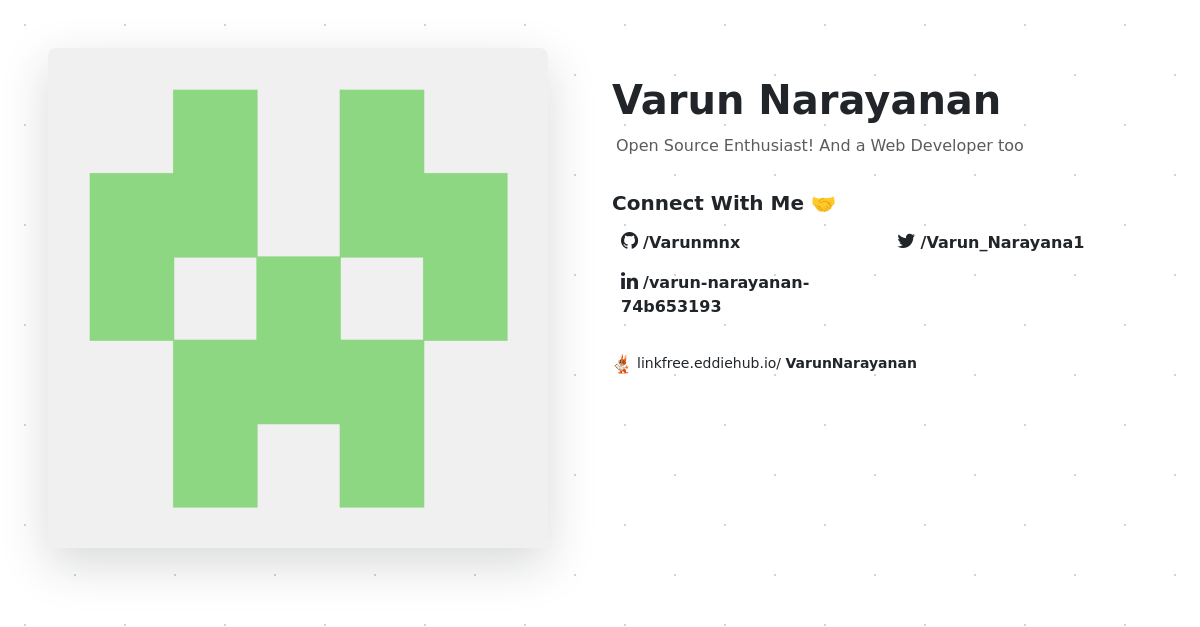 Varun Narayanan
Open Source Enthusiast! And a Web Developer too
Connect With Me 🤝
/Varunmnx
/Varun_Narayana1
/varun-narayanan-
74b653193
linkfree.eddiehub.io/ VarunNarayanan